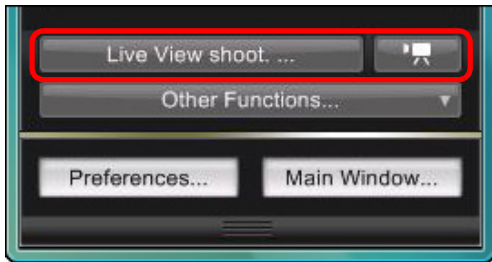 Live View shoot. ...
Other Functions...
Preferences... Main Window...